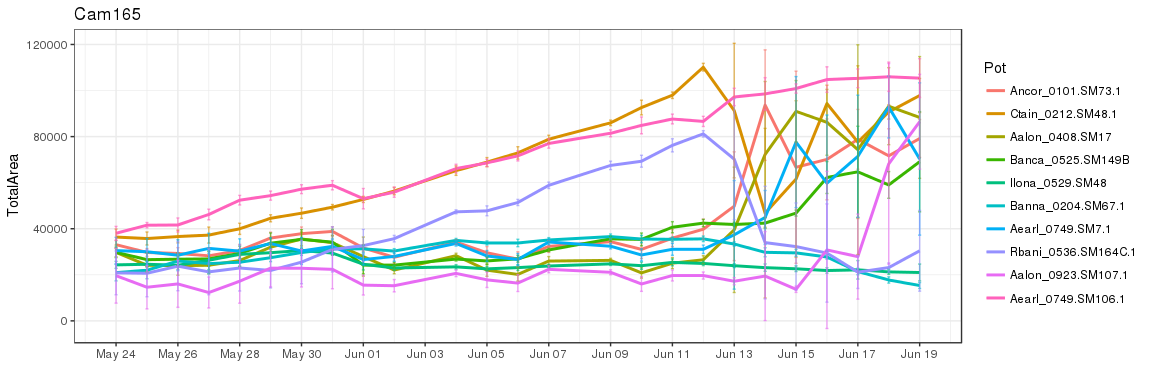 Cam165
TotalArea
120000
80000
40000
0
May 24
May 26
May 28
May 30
Jun 01
Jun 03
Jun 05
Jun 07
Jun 09
Jun 11
Jun 13
Jun 15
Jun 17
Jun 19
Pot
Ancor_0101.SM73.1
Ctain_0212.SM48.1
Aalon_0408.SM17
Banca_0525.SM149B
Ilona_0529.SM48
Banna_0204.SM67.1
Aearl_0749.SM7.1
Rbani_0536.SM164C.1
Aalon_0923.SM107.1
Aearl_0749.SM106.1